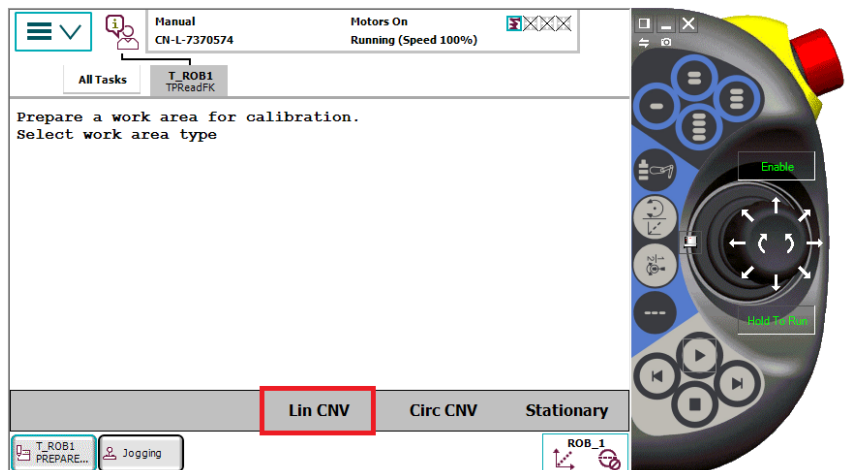 Manual
CN-L-7370574
Motors On
Running (Speed 100%)
All Tasks
T_ROB1
TPReadFK
Prepare a work area for calibration.
Select work area type
Enable
Hold To Run
Lin CNV
Circ CNV
Stationary
T_ROB1
PREPARE...
Jogging
ROB_1